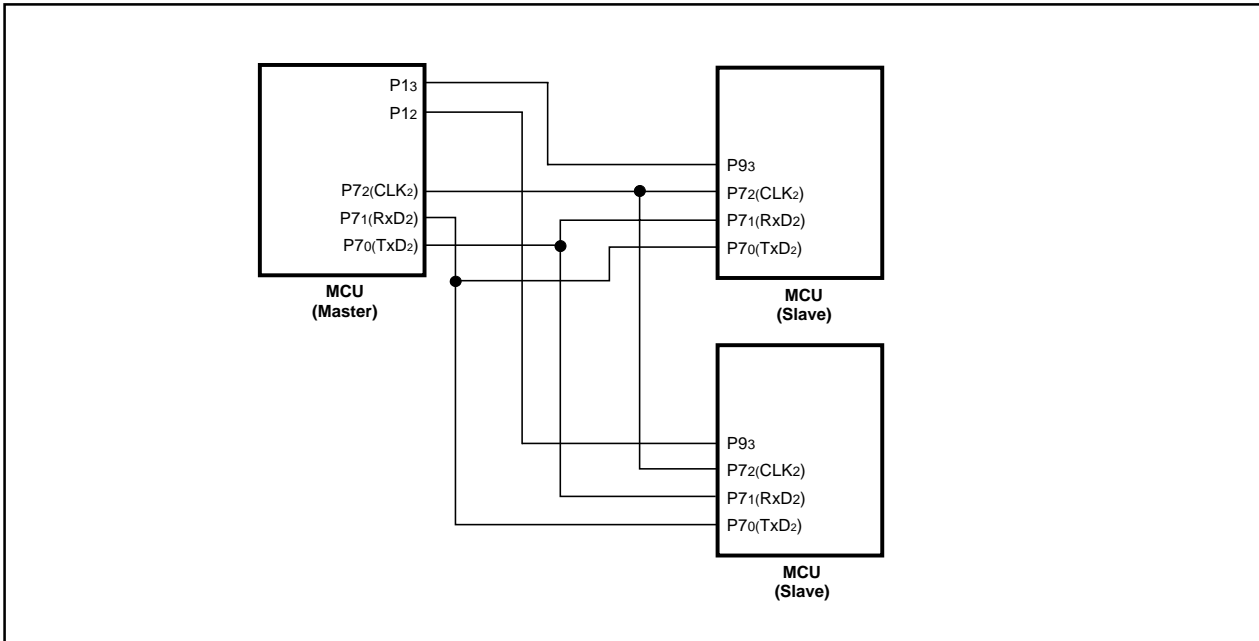 P13
P12
P72(CLK2)
P71(RxD2)
P70(TxD2)
MCU
(Master)
P93
P72(CLK2)
P71(RxD2)
P70(TxD2)
MCU
(Slave)
P93
P72(CLK2)
P71(RxD2)
P70(TxD2)
MCU
(Slave)